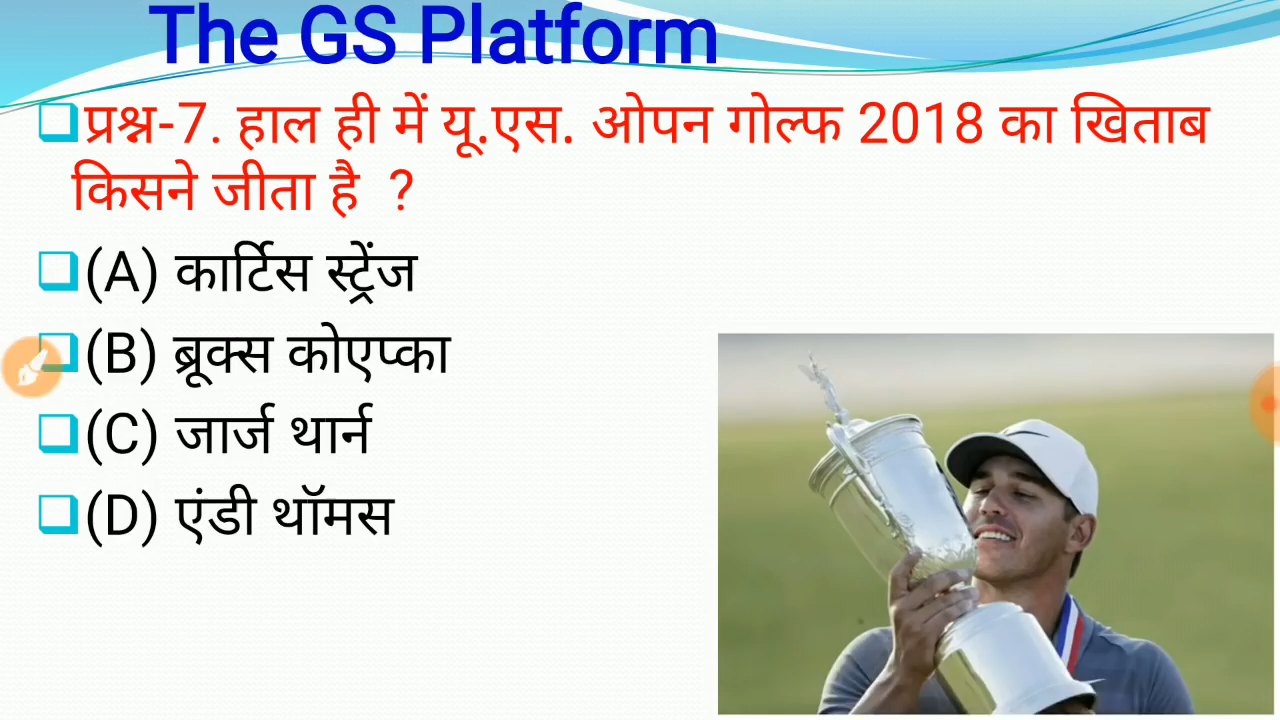 The GS Platform
प्रश्न-7. हाल ही में यू.एस. ओपन गोल्फ 2018 का खिताब
किसने जीता है ?
(A) कार्टिस स्ट्रेंज
(B) ब्रूक्स कोएप्का
(C) जार्ज थार्न
(D) एंडी थॉमस